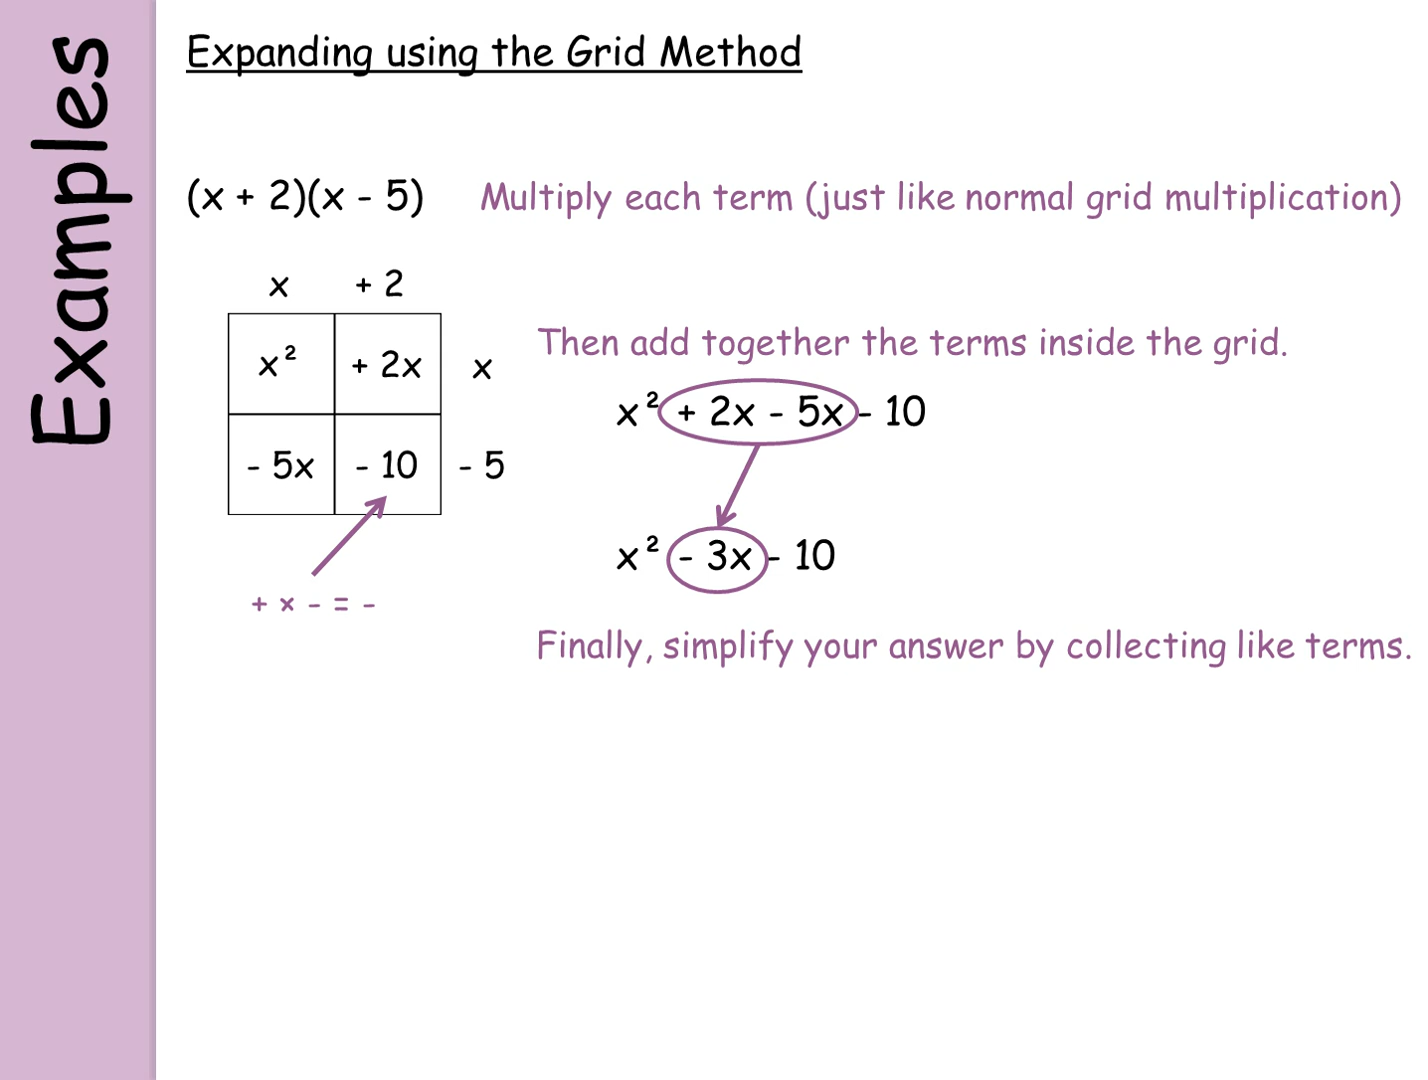 Examples
Expanding using the Grid Method
(x + 2)(x - 5) Multiply each term (just like normal grid multiplication)
x + 2
x² + 2x x
- 5x - 10 - 5
+ × - = -
Then add together the terms inside the grid.
x² + 2x - 5x - 10
x² - 3x - 10
Finally, simplify your answer by collecting like terms.